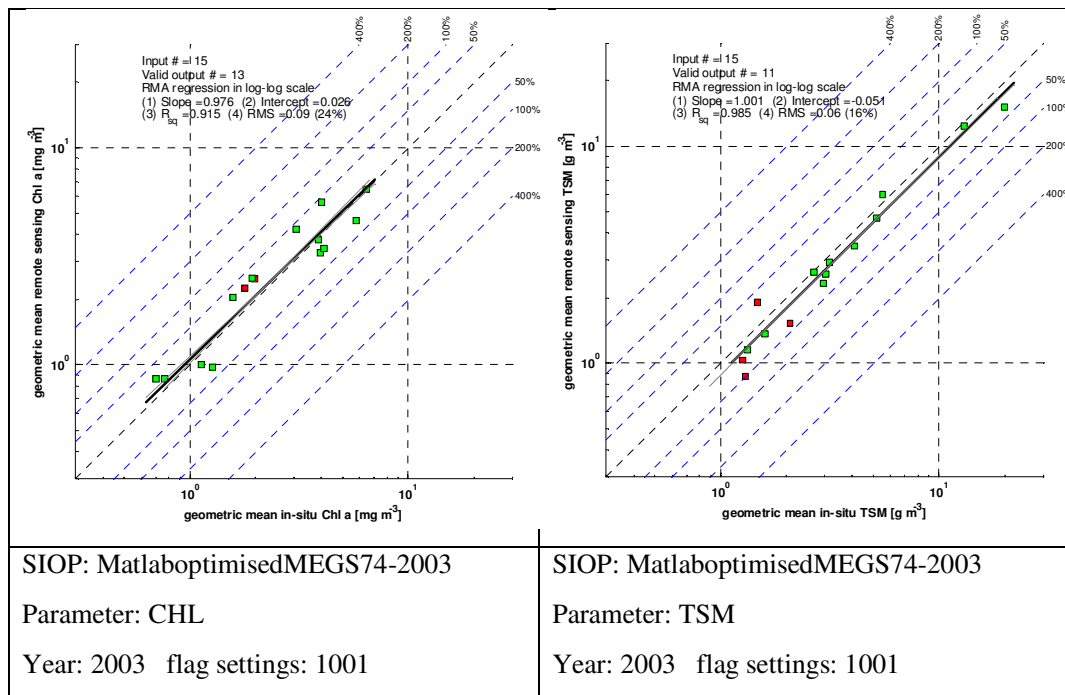 400%
200%
100%
50%
Input # = 15
Valid output # = 13
RMA regression in log-log scale
(1) Slope =0.976 (2) Intercept =0.026
(3) R_sq =0.915 (4) RMS =0.09 (24%)
50%
100%
200%
400%
10^1
10^0
geometric mean remote sensing Chl a [mg m^-3]
10^0
10^1
geometric mean in-situ Chl a [mg m^-3]
400%
200%
100%
50%
Input # = 15
Valid output # = 11
RMA regression in log-log scale
(1) Slope =1.001 (2) Intercept =-0.051
(3) R_sq =0.985 (4) RMS =0.06 (16%)
50%
100%
200%
400%
10^1
10^0
geometric mean remote sensing TSM [g m^-3]
10^0
10^1
geometric mean in-situ TSM [g m^-3]
SIOP: MatlaboptimisedMEGS74-2003
Parameter: CHL
Year: 2003 flag settings: 1001
SIOP: MatlaboptimisedMEGS74-2003
Parameter: TSM
Year: 2003 flag settings: 1001